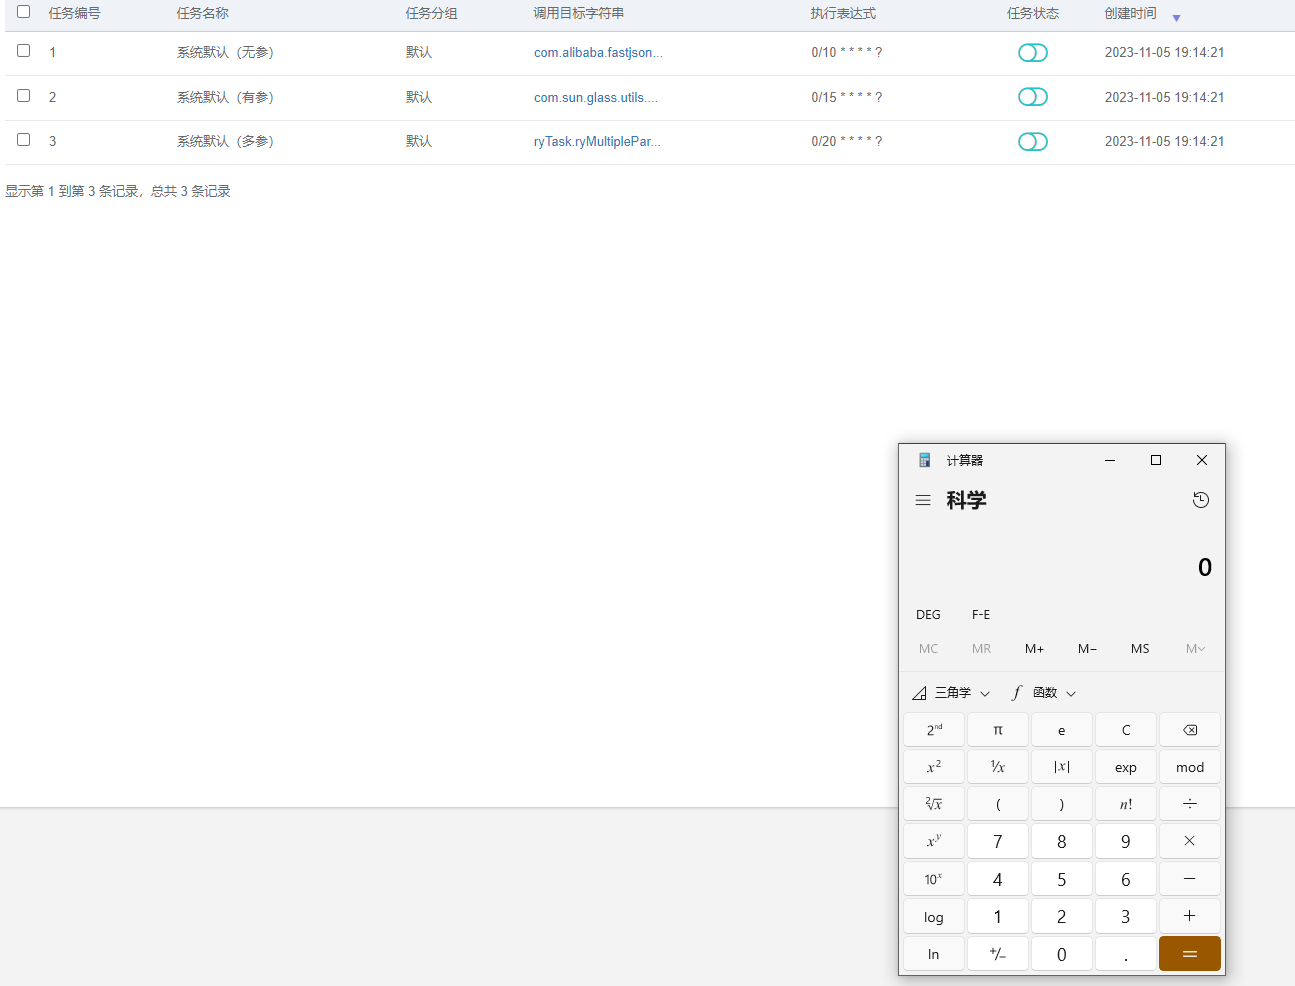 任务编号 任务名称 任务分组 调用目标字符串 执行表达式 任务状态 创建时间
1 系统默认（无参） 默认 com.alibaba.fastjson... 0/10 * * * * ? 2023-11-05 19:14:21
2 系统默认（有参） 默认 com.sun.glass.utils.... 0/15 * * * * ? 2023-11-05 19:14:21
3 系统默认（多参） 默认 ryTask.ryMultiplePar... 0/20 * * * * ? 2023-11-05 19:14:21
显示第 1 到第 3 条记录，总共 3 条记录
计算器
科学
0
DEG F-E
MC MR M+ M− MS M
三角学 f 函数
2nd π e C
x² ¹/x |x| exp mod
²√x ( ) n! ÷
xʸ 7 8 9 ×
10ˣ 4 5 6 −
log 1 2 3 +
ln +/− 0 . =